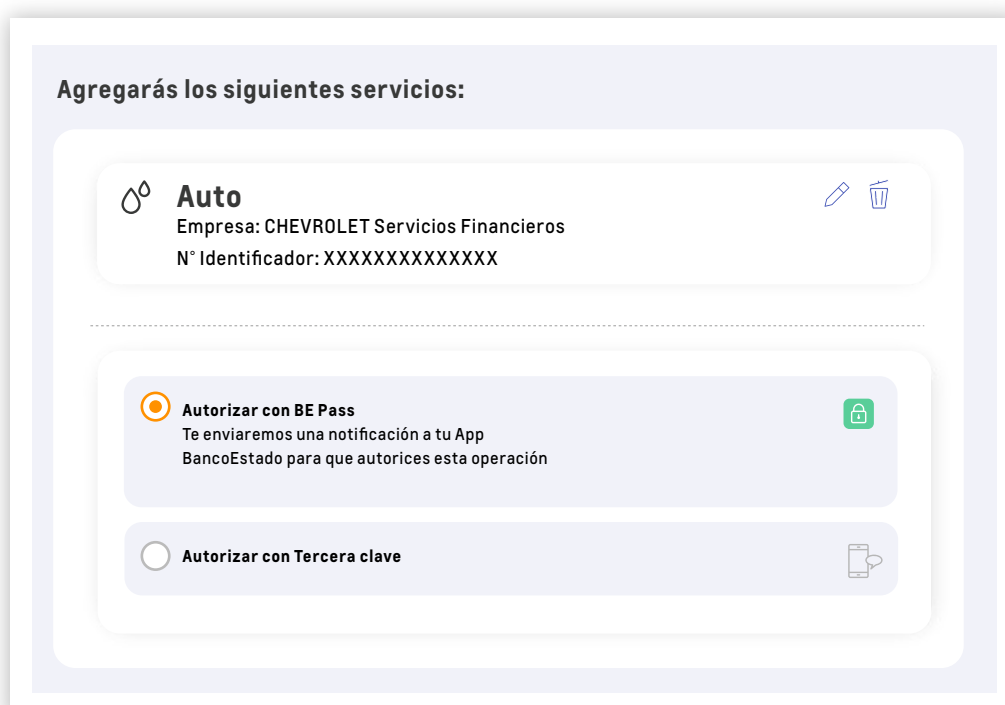 Agregarás los siguientes servicios:
Auto
Empresa: CHEVROLET Servicios Financieros
N° Identificador: XXXXXXXXXXXXXX
Autorizar con BE Pass
Te enviaremos una notificación a tu App
BancoEstado para que autorices esta operación
Autorizar con Tercera clave